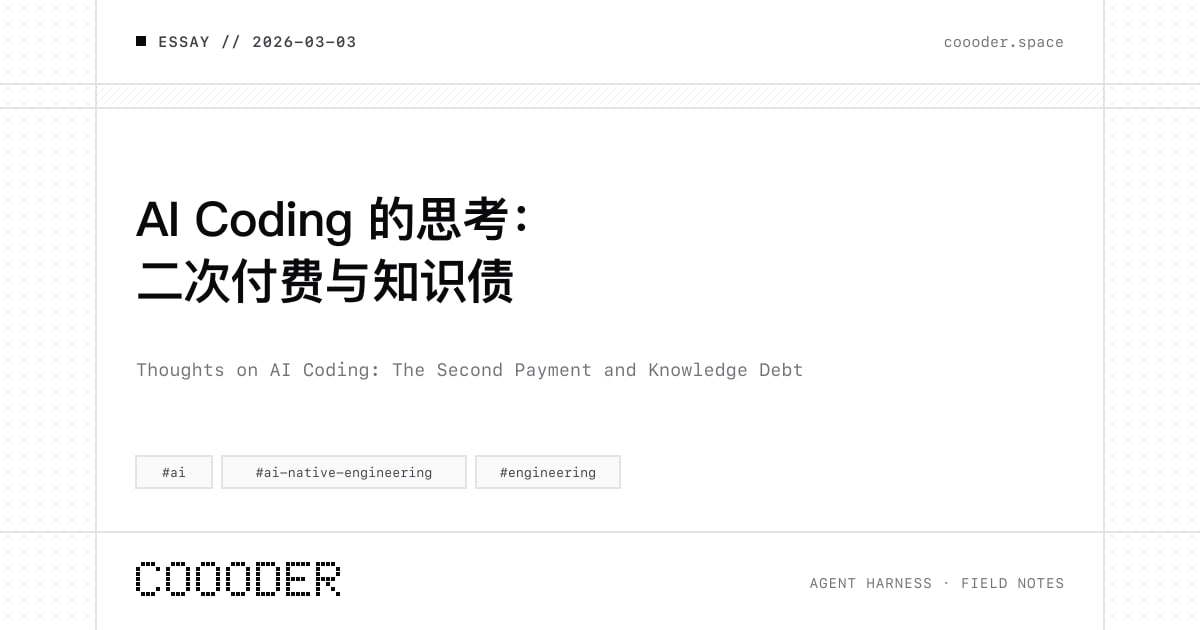 ESSAY // 2026-03-03
coooder.space
AI Coding 的思考：
二次付费与知识债
Thoughts on AI Coding: The Second Payment and Knowledge Debt
#ai
#ai-native-engineering
#engineering
COOODER
AGENT HARNESS · FIELD NOTES